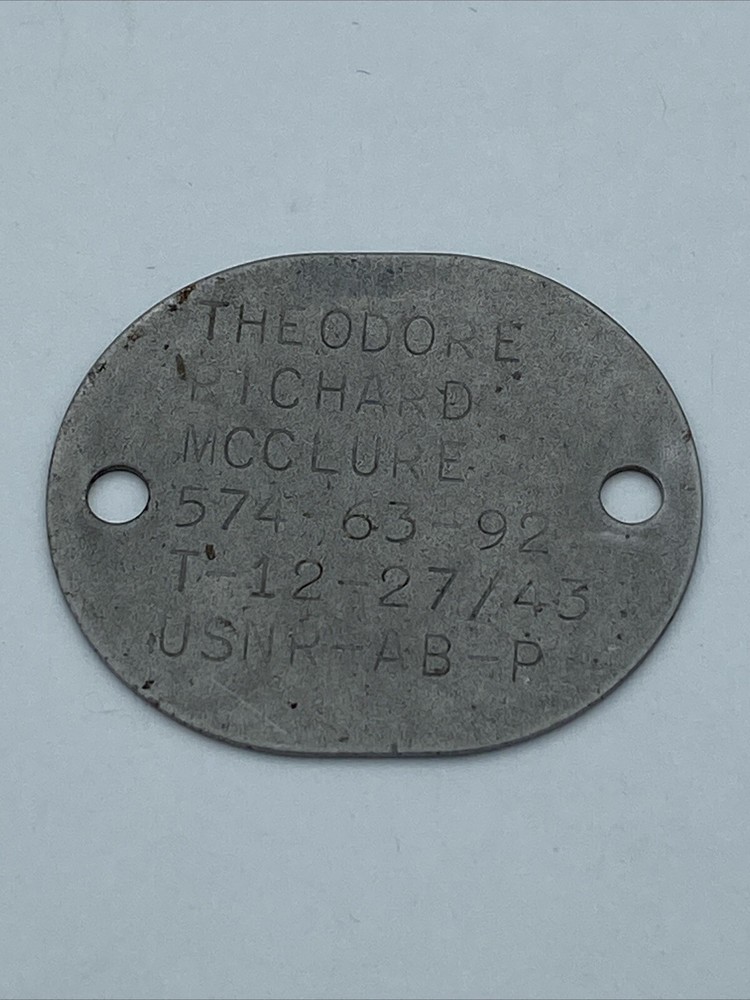 THEODORE
RICHARD
MCCLURE
574-63-92
T-12-27/43
USNR-AB-P